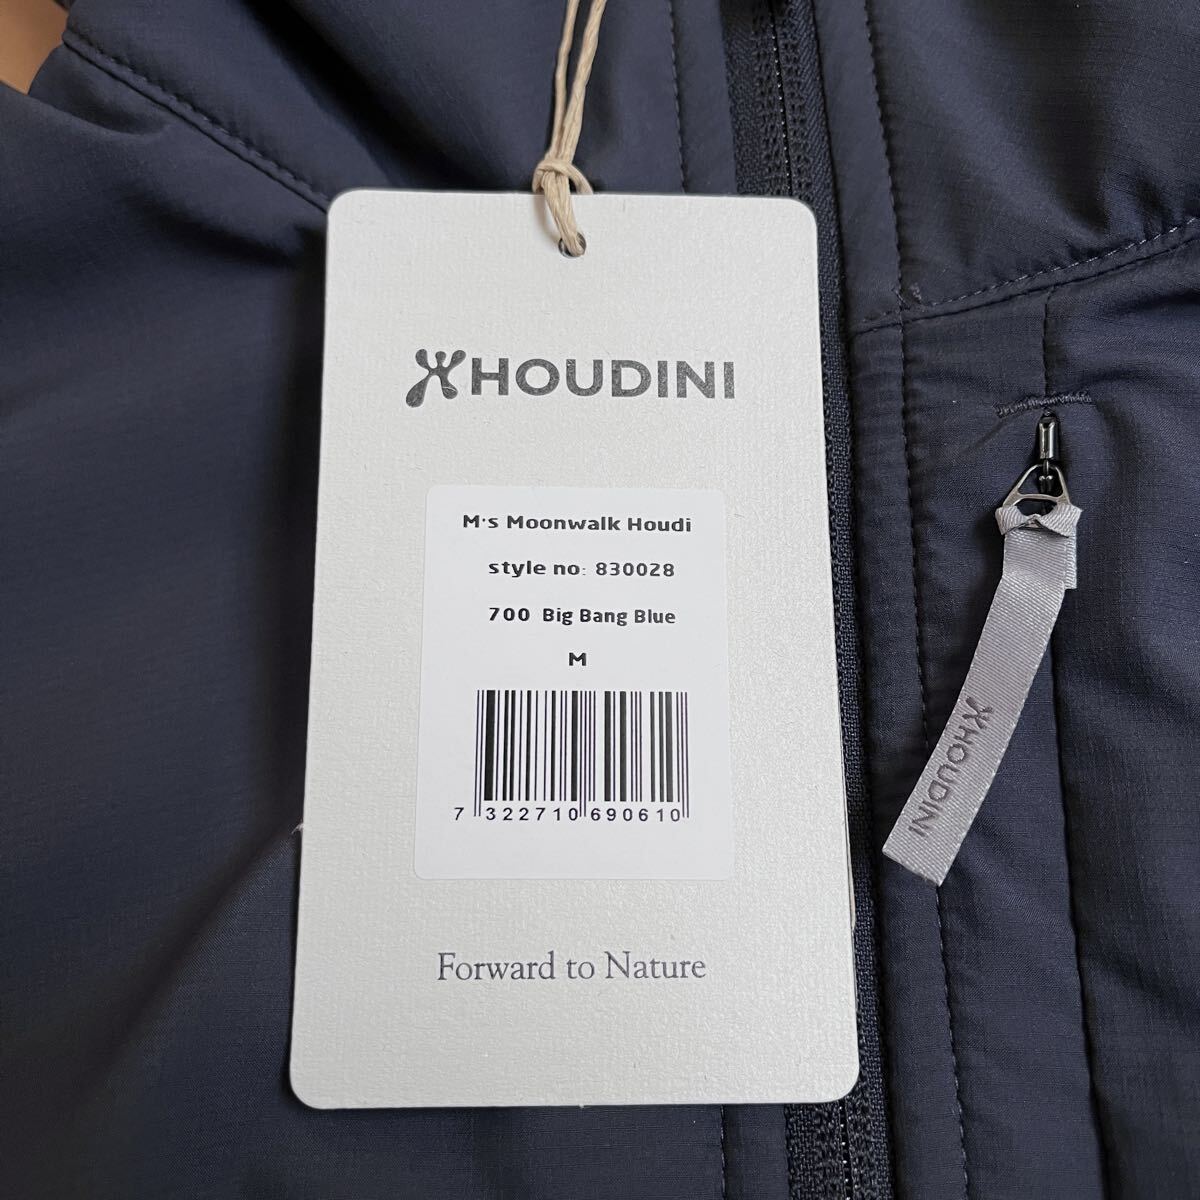 HOUDINI
M's Moonwalk Houdi
style no: 830028
700 Big Bang Blue
M
7 322710 690610
Forward to Nature
HOUDINI